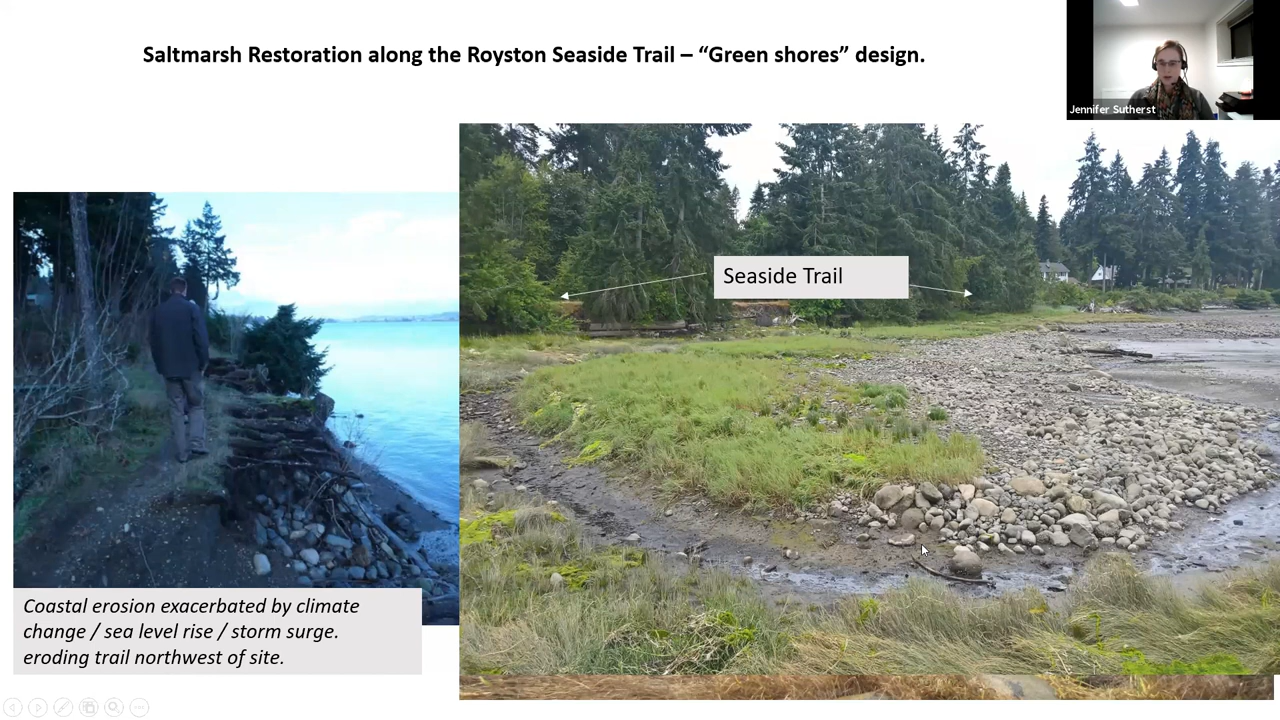 Saltmarsh Restoration along the Royston Seaside Trail – “Green shores” design.
Jennifer Sutherst
Seaside Trail
Coastal erosion exacerbated by climate
change / sea level rise / storm surge.
eroding trail northwest of site.